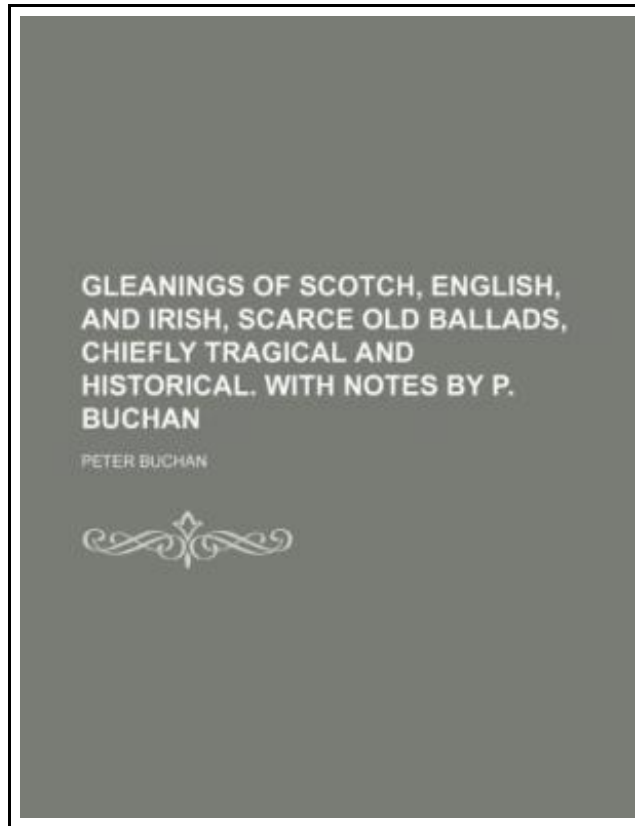 GLEANINGS OF SCOTCH, ENGLISH,
AND IRISH, SCARCE OLD BALLADS,
CHIEFLY TRAGICAL AND
HISTORICAL. WITH NOTES BY P.
BUCHAN
PETER BUCHAN